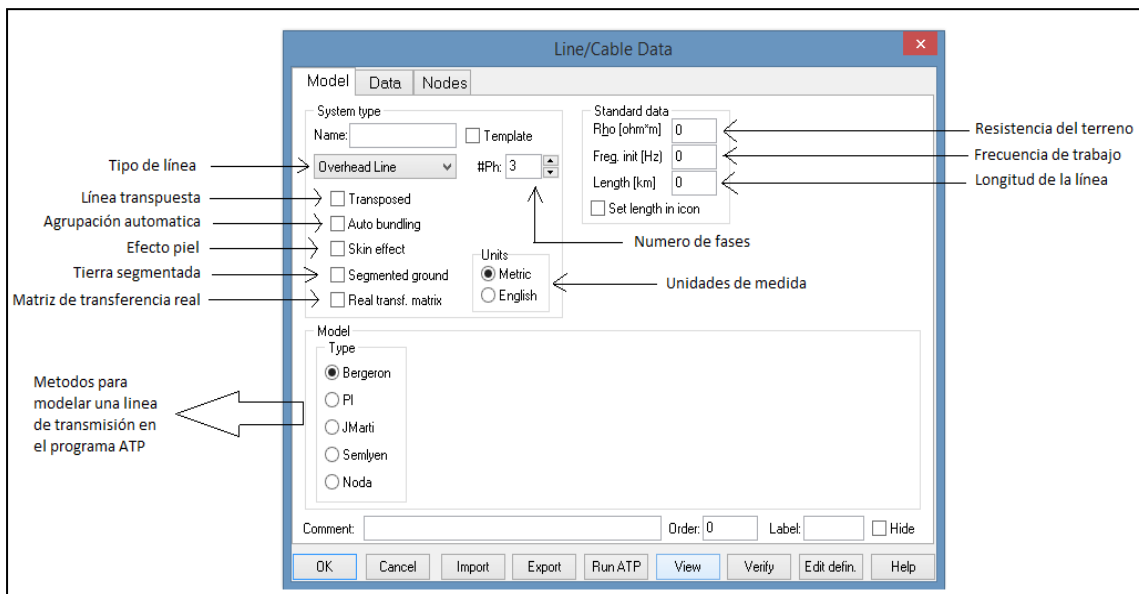 Line/Cable Data
Model Data Nodes
System type
Name:
Template
Overhead Line
#Ph: 3
Transposed
Auto bundling
Skin effect
Segmented ground
Real transf. matrix
Units
Metric
English
Standard data
Rho [ohm*m] 0
Freq. init [Hz] 0
Length [km] 0
Set length in icon
Tipo de línea
Línea transpuesta
Agrupación automatica
Efecto piel
Tierra segmentada
Matriz de transferencia real
Resistencia del terreno
Frecuencia de trabajo
Longitud de la línea
Numero de fases
Unidades de medida
Model
Type
Bergeron
PI
JMarti
Semlyen
Noda
Metodos para
modelar una linea
de transmisión en
el programa ATP
Comment:
Order: 0
Label:
Hide
OK Cancel Import Export Run ATP View Verify Edit defin. Help